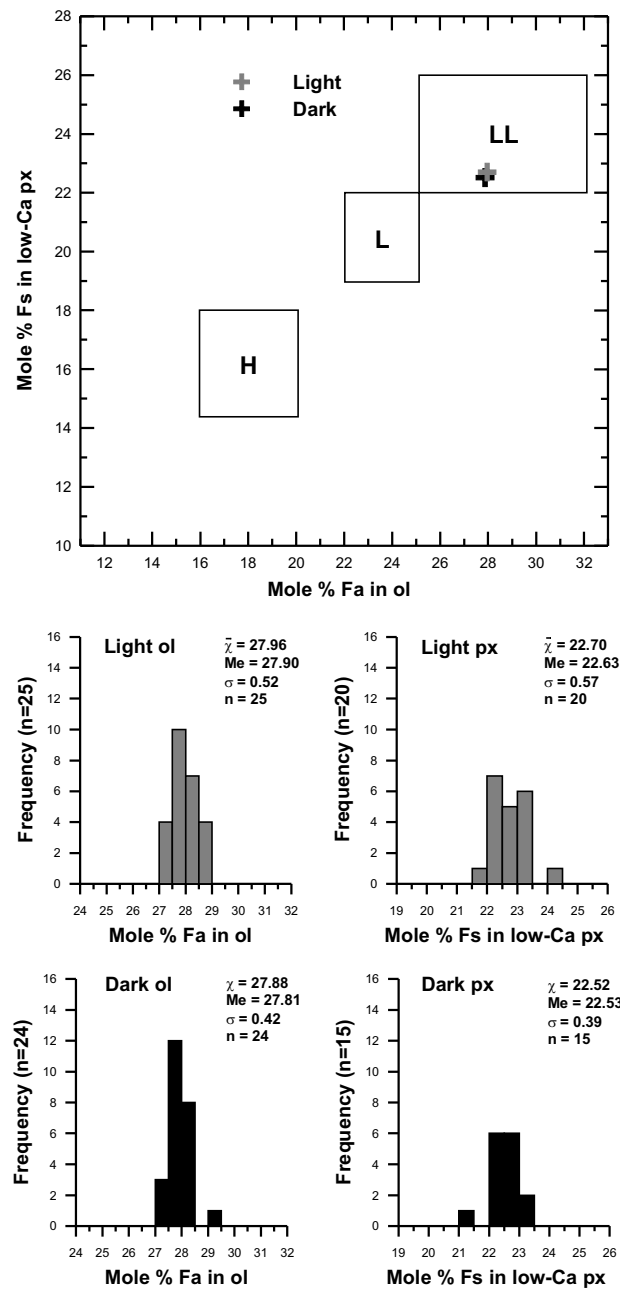 28
26
24
22
20
18
16
14
12
10
Mole % Fs in low-Ca px
Light
Dark
LL
L
H
12 14 16 18 20 22 24 26 28 30 32
Mole % Fa in ol
16
14
12
10
8
6
4
2
0
Frequency (n=25)
Light ol
χ̄ = 27.96
Me = 27.90
σ = 0.52
n = 25
24 25 26 27 28 29 30 31 32
Mole % Fa in ol
16
14
12
10
8
6
4
2
0
Frequency (n=20)
Light px
χ̄ = 22.70
Me = 22.63
σ = 0.57
n = 20
19 20 21 22 23 24 25 26
Mole % Fs in low-Ca px
16
14
12
10
8
6
4
2
0
Frequency (n=24)
Dark ol
χ = 27.88
Me = 27.81
σ = 0.42
n = 24
24 25 26 27 28 29 30 31 32
Mole % Fa in ol
16
14
12
10
8
6
4
2
0
Frequency (n=15)
Dark px
χ = 22.52
Me = 22.53
σ = 0.39
n = 15
19 20 21 22 23 24 25 26
Mole % Fs in low-Ca px